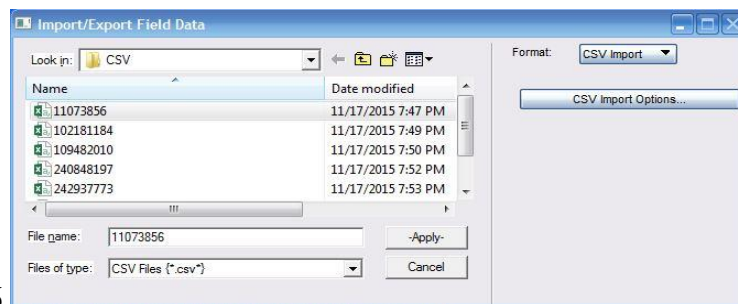 Import/Export Field Data
Look in: CSV
Format: CSV Import
Name Date modified
CSV Import Options...
11073856 11/17/2015 7:47 PM
102181184 11/17/2015 7:49 PM
109482010 11/17/2015 7:50 PM
240848197 11/17/2015 7:52 PM
242937773 11/17/2015 7:53 PM
File name: 11073856 -Apply-
Files of type: CSV Files {*.csv*} Cancel